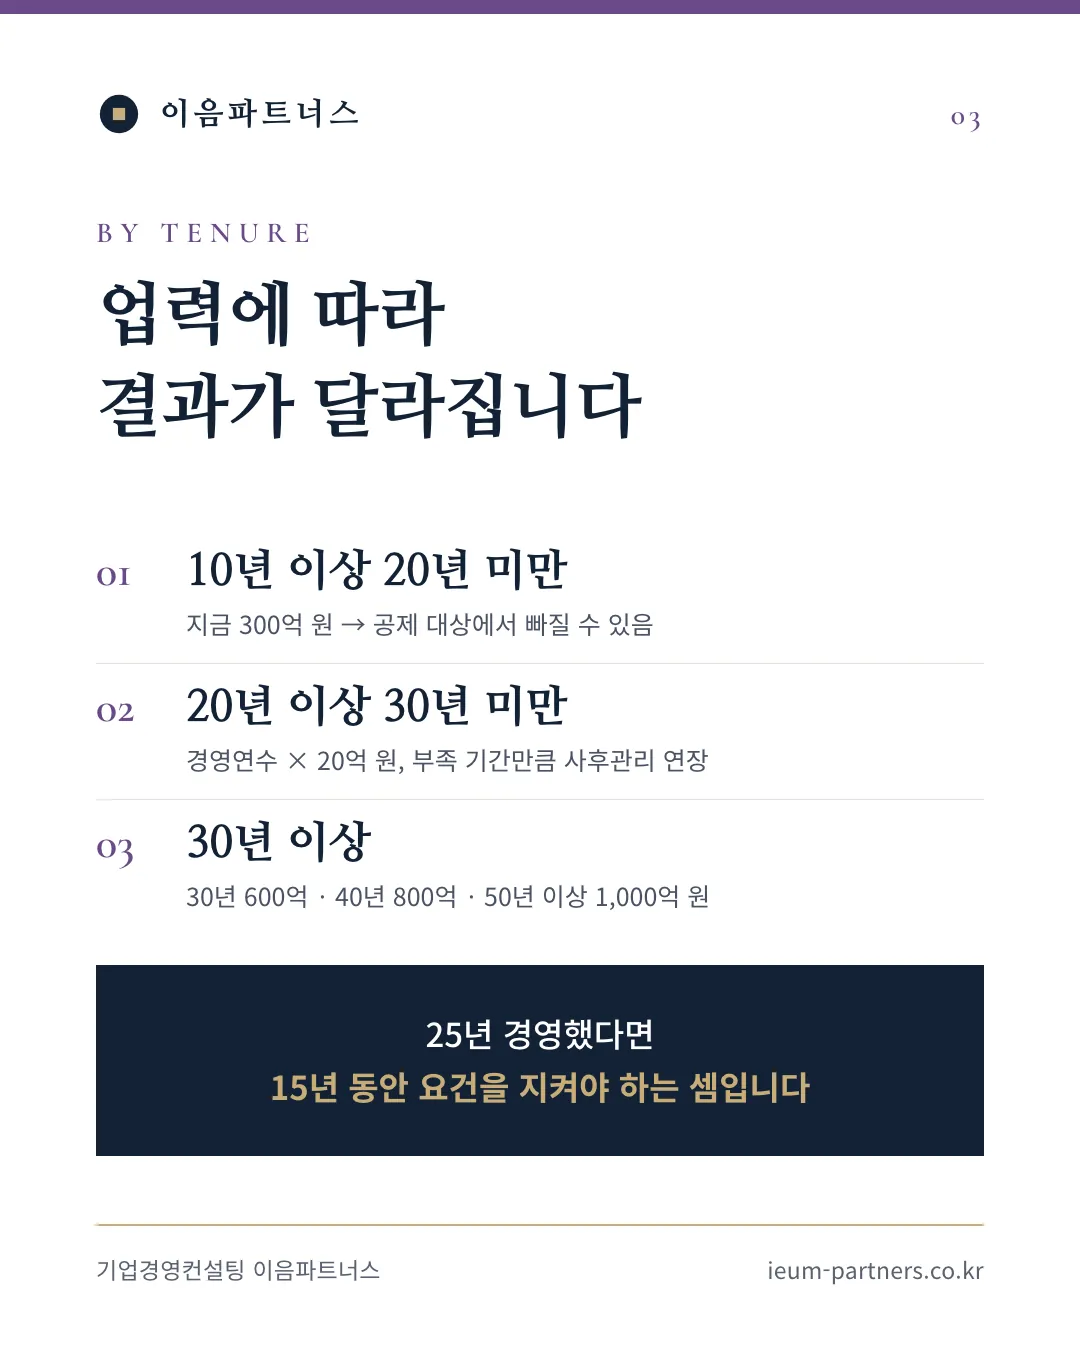 이음파트너스
03
BY TENURE
업력에 따라
결과가 달라집니다
01
10년 이상 20년 미만
지금 300억 원 → 공제 대상에서 빠질 수 있음
02
20년 이상 30년 미만
경영연수 × 20억 원, 부족 기간만큼 사후관리 연장
03
30년 이상
30년 600억 · 40년 800억 · 50년 이상 1,000억 원
25년 경영했다면
15년 동안 요건을 지켜야 하는 셈입니다
기업경영컨설팅 이음파트너스
ieum-partners.co.kr